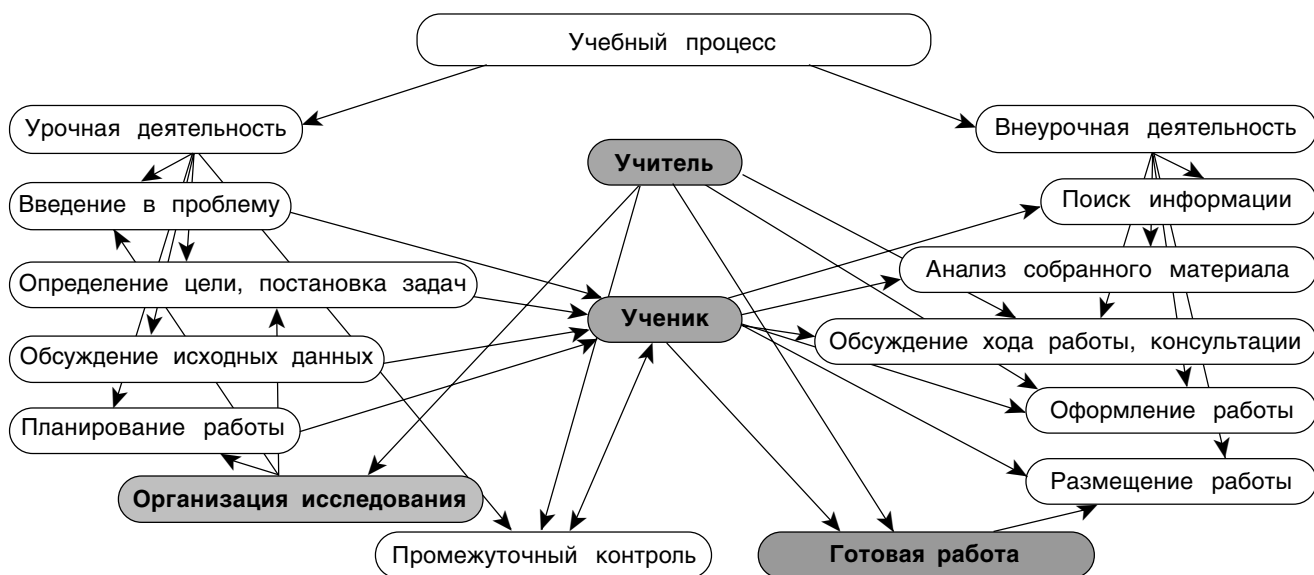 Учебный процесс
Урочная деятельность
Внеурочная деятельность
Учитель
Введение в проблему
Поиск информации
Определение цели, постановка задач
Анализ собранного материала
Ученик
Обсуждение исходных данных
Обсуждение хода работы, консультации
Планирование работы
Оформление работы
Организация исследования
Размещение работы
Промежуточный контроль
Готовая работа